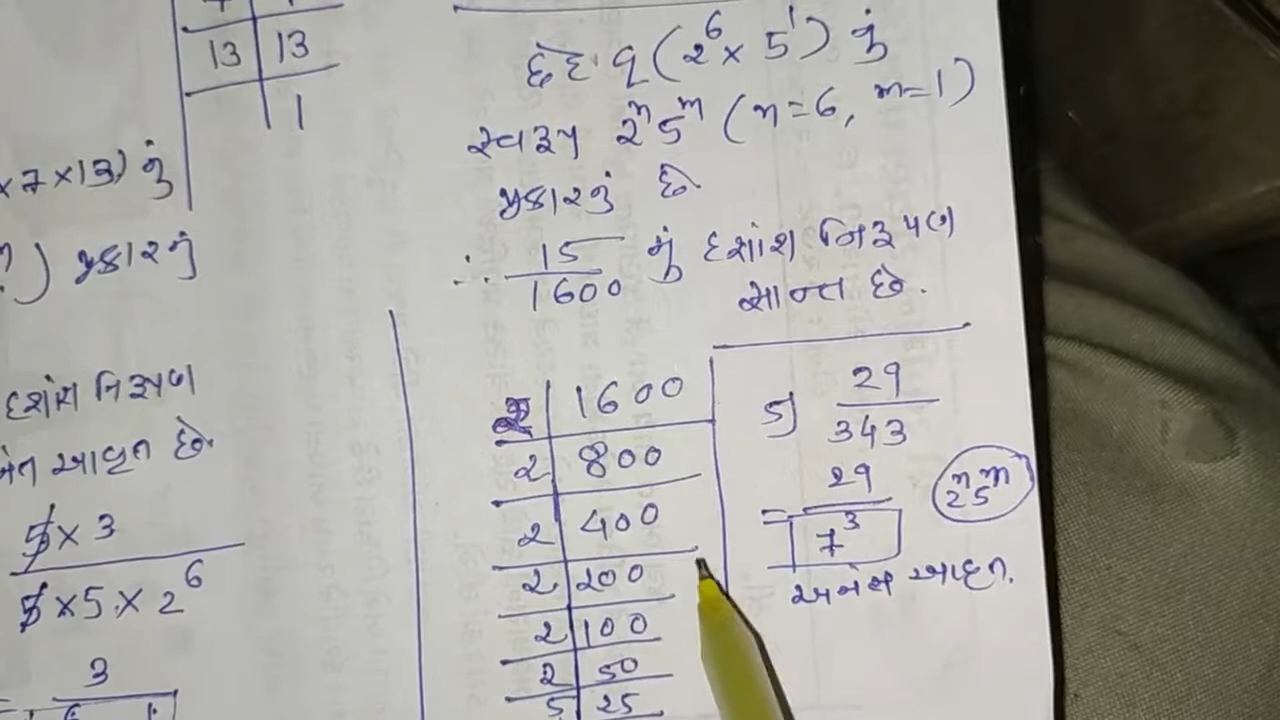 13 | 13
1
×7×13) નું
?) પ્રકારનું
દશાંશ નિરૂપણ
અનંત આવૃત છે
5×3
5×5×2⁶
3
છેદ q (2⁶×5¹) નું
સ્વરૂપ 2ⁿ5ᵐ (n=6, m=1)
પ્રકારનું છે
∴ 15/1600 નું દશાંશ નિરૂપણ
સાન્ત છે.
2 | 1600
2 | 800
2 | 400
2 | 200
2 | 100
2 | 50
5 | 25
5) 29/343
= 29/7³
2ⁿ5ᵐ
અનંત આવૃત.